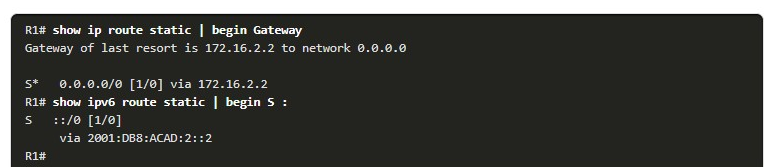 R1# show ip route static | begin Gateway
Gateway of last resort is 172.16.2.2 to network 0.0.0.0
S*   0.0.0.0/0 [1/0] via 172.16.2.2
R1# show ipv6 route static | begin S :
S   ::/0 [1/0]
     via 2001:DB8:ACAD:2::2
R1#